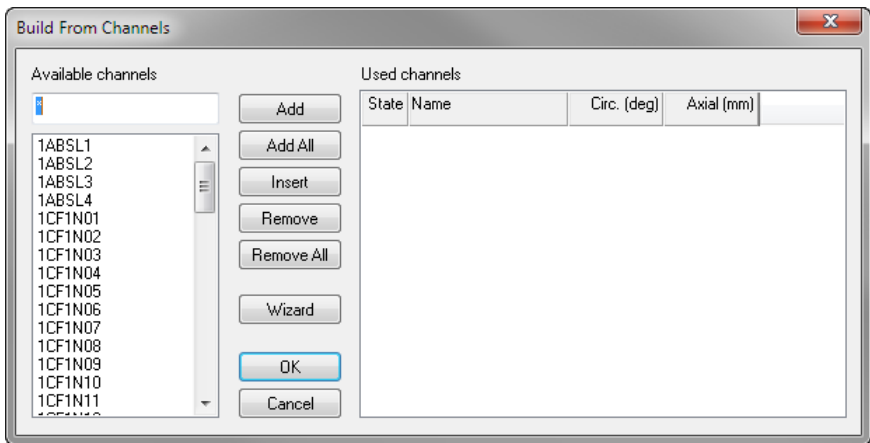 Build From Channels
Available channels
*
1ABSL1
1ABSL2
1ABSL3
1ABSL4
1CF1N01
1CF1N02
1CF1N03
1CF1N04
1CF1N05
1CF1N06
1CF1N07
1CF1N08
1CF1N09
1CF1N10
1CF1N11
Add
Add All
Insert
Remove
Remove All
Wizard
OK
Cancel
Used channels
State Name Circ. (deg) Axial (mm)